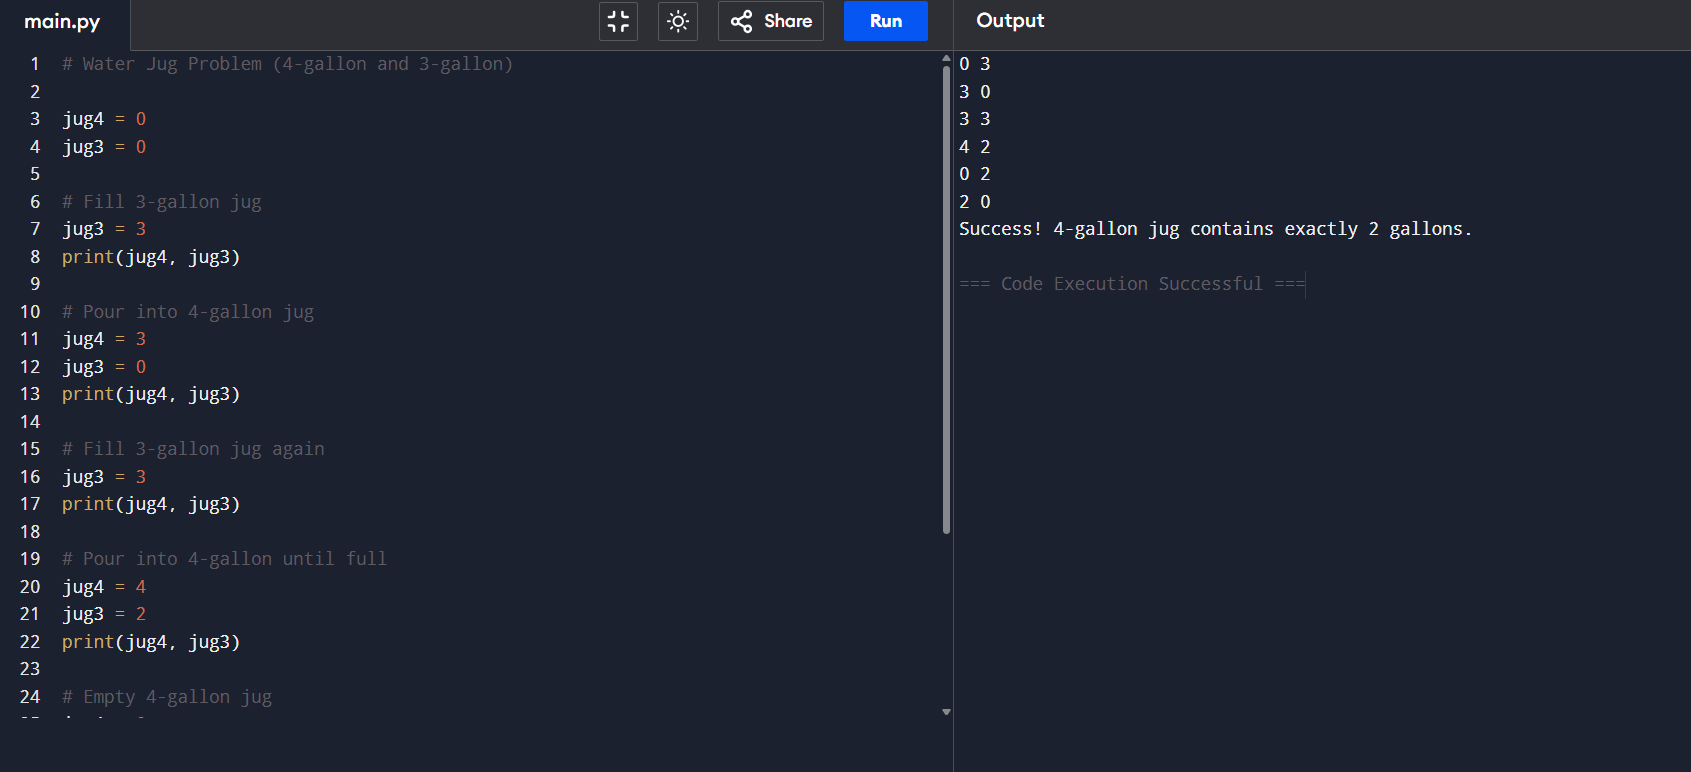 main.py
Share
Run
Output
1 # Water Jug Problem (4-gallon and 3-gallon)
2
3 jug4 = 0
4 jug3 = 0
5
6 # Fill 3-gallon jug
7 jug3 = 3
8 print(jug4, jug3)
9
10 # Pour into 4-gallon jug
11 jug4 = 3
12 jug3 = 0
13 print(jug4, jug3)
14
15 # Fill 3-gallon jug again
16 jug3 = 3
17 print(jug4, jug3)
18
19 # Pour into 4-gallon until full
20 jug4 = 4
21 jug3 = 2
22 print(jug4, jug3)
23
24 # Empty 4-gallon jug
0 3
3 0
3 3
4 2
0 2
2 0
Success! 4-gallon jug contains exactly 2 gallons.
=== Code Execution Successful ===